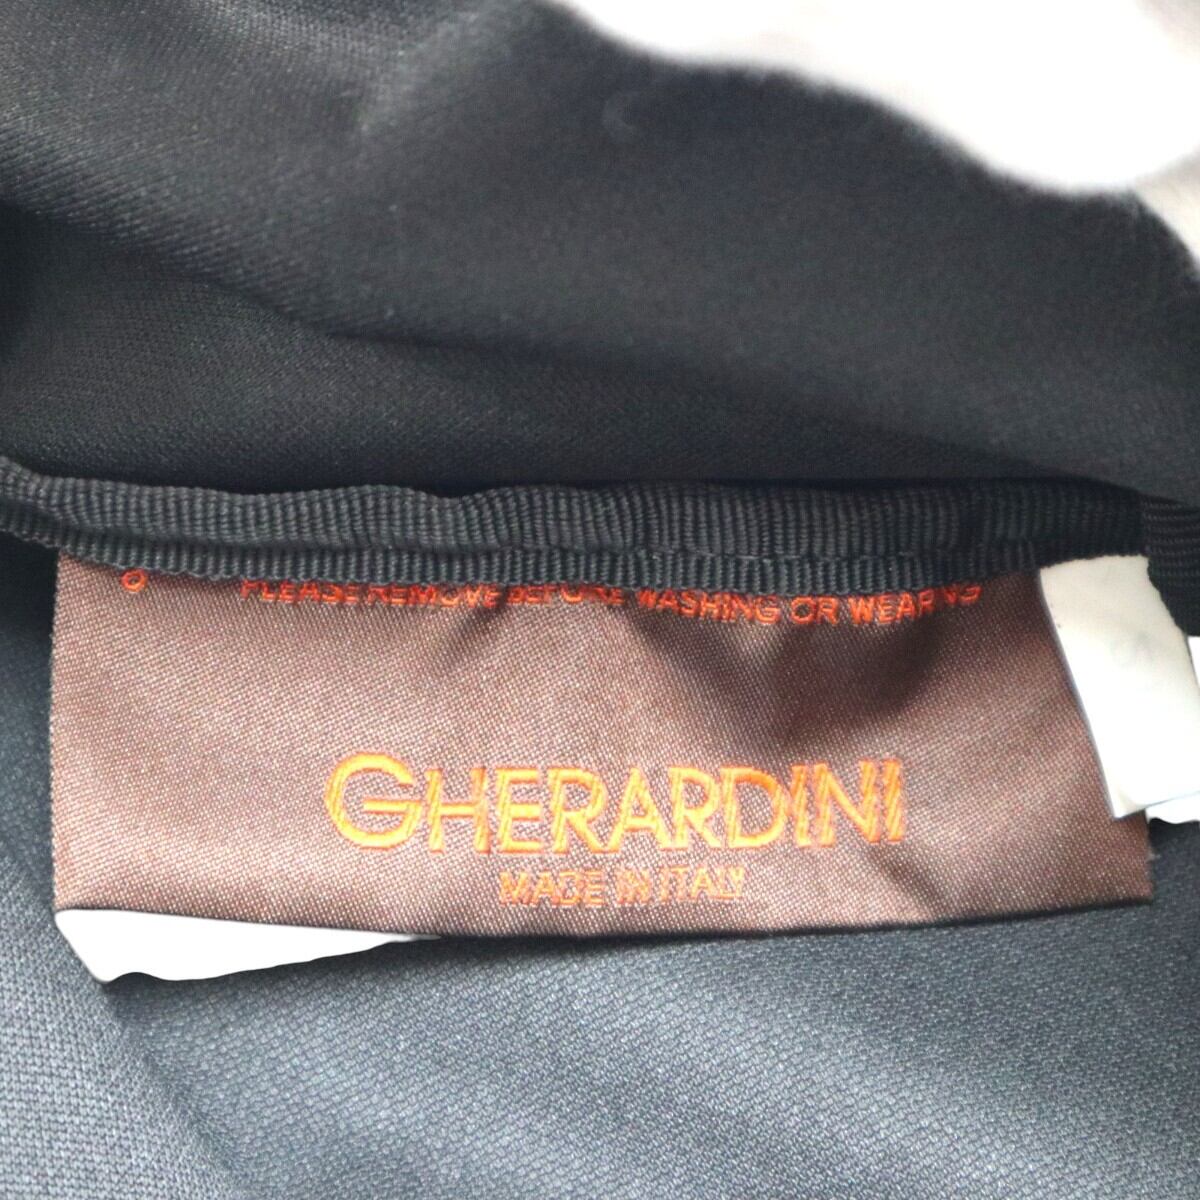 PLEASE REMOVE BEFORE WASHING OR WEARING
GHERARDINI
MADE IN ITALY